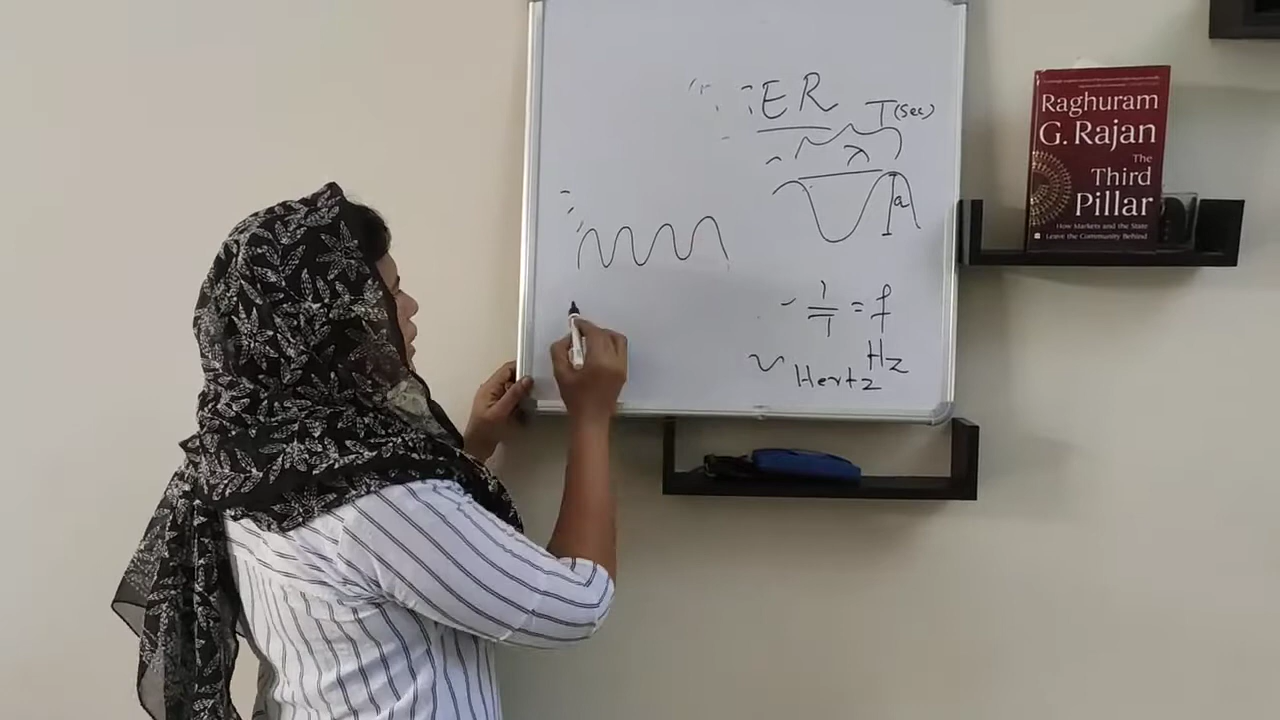 ER
T(sec)
λ
a
1/T = f
Hz
Hertz
Raghuram
G. Rajan
The
Third
Pillar
How Markets and the State
Leave the Community Behind